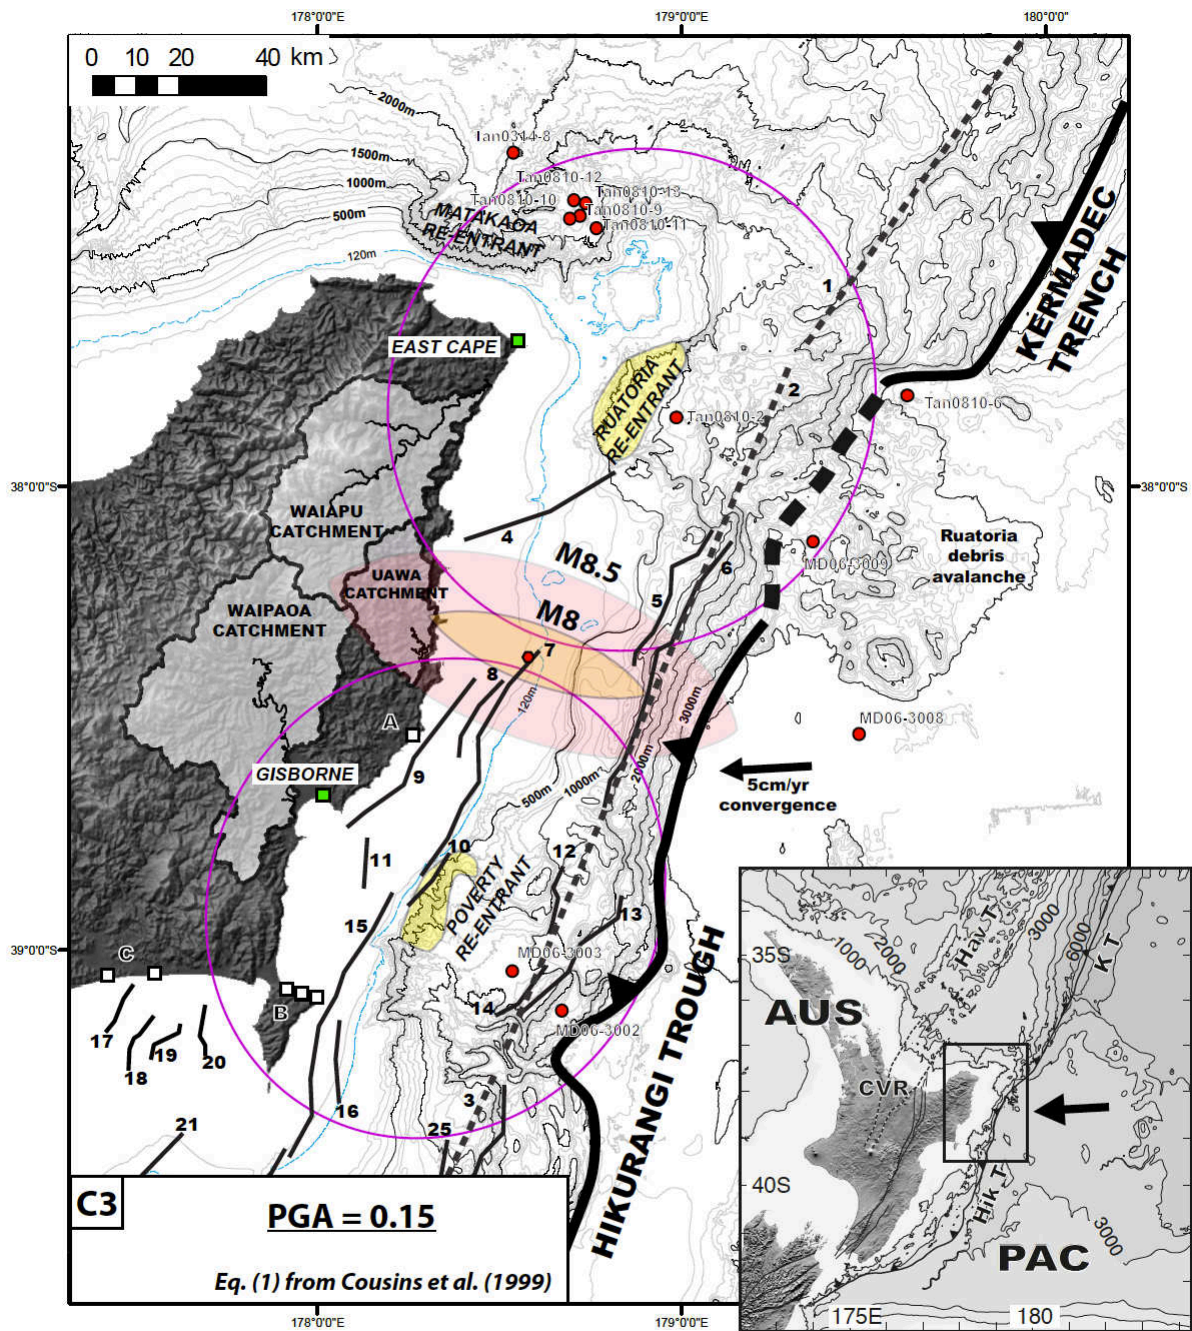 178°0'0"E
179°0'0"E
180°0'0"
0 10 20 40 km
2000m
1500m
1000m
500m
120m
Tan0314-8
Tan0810-12
Tan0810-13
Tan0810-10
Tan0810-9
Tan0810-11
MATAKAOA
RE-ENTRANT
KERMADEC
TRENCH
1
EAST CAPE
RUATORIA
RE-ENTRANT
2
Tan0810-6
Tan0810-2
38°0'0"S
38°0'0"S
WAIAPU
CATCHMENT
4
Ruatoria
debris
avalanche
MD06-3009
M8.5
6
5
UAWA
CATCHMENT
WAIPAOA
CATCHMENT
M8
7
8
120m
3000m
2000m
A
MD06-3008
9
GISBORNE
5cm/yr
convergence
500m
1000m
10
11
12
POVERTY
RE-ENTRANT
13
15
39°0'0"S
MD06-3003
C
B
14
MD06-3002
17
18
19
20
16
3
21
25
HIKURANGI TROUGH
C3
PGA = 0.15
Eq. (1) from Cousins et al. (1999)
178°0'0"E
179°0'0"E
35S
1000
2000
Hav T
3000
6000
KT
AUS
CVR
40S
Hik T
PAC
3000
175E
180